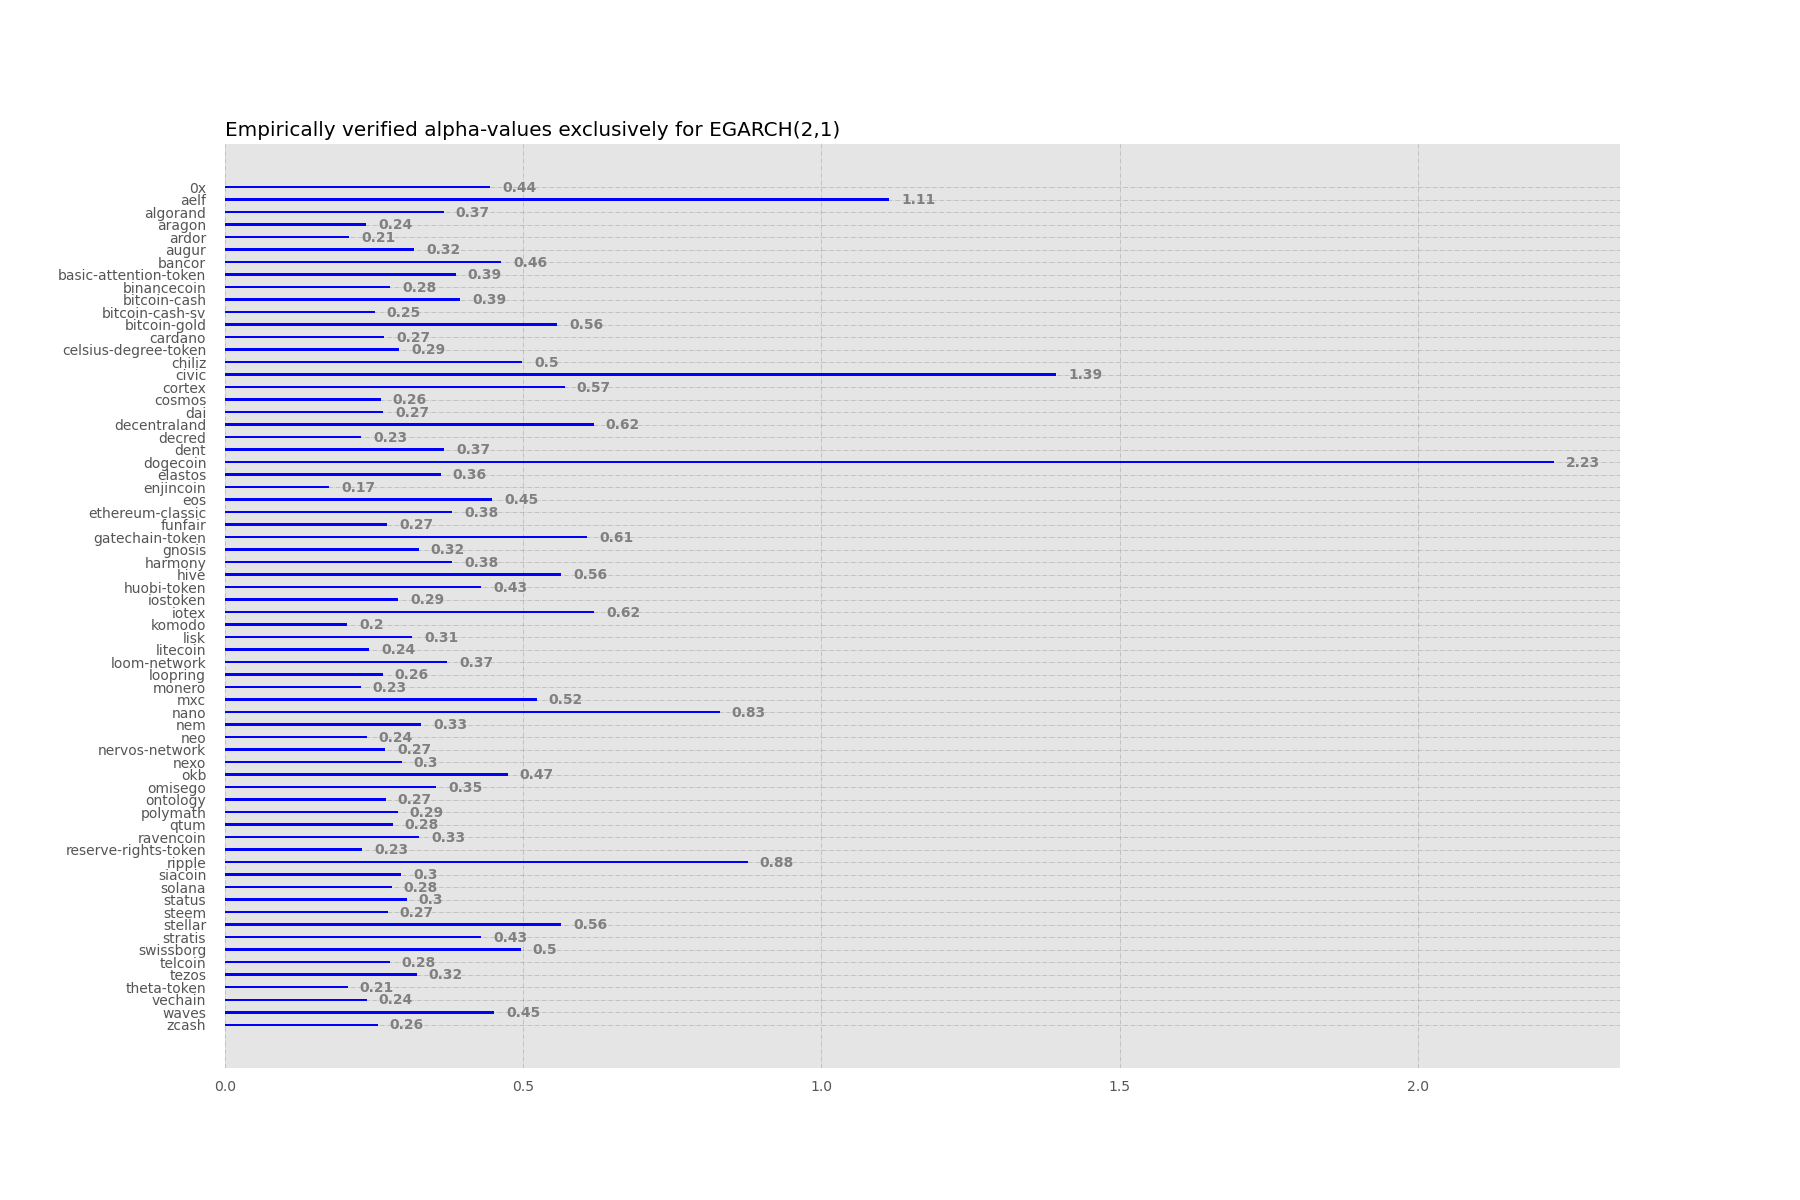 Empirically verified alpha-values exclusively for EGARCH(2,1)
0x 0.44
aelf 1.11
algorand 0.37
aragon 0.24
ardor 0.21
augur 0.32
bancor 0.46
basic-attention-token 0.39
binancecoin 0.28
bitcoin-cash 0.39
bitcoin-cash-sv 0.25
bitcoin-gold 0.56
cardano 0.27
celsius-degree-token 0.29
chiliz 0.5
civic 1.39
cortex 0.57
cosmos 0.26
dai 0.27
decentraland 0.62
decred 0.23
dent 0.37
dogecoin 2.23
elastos 0.36
enjincoin 0.17
eos 0.45
ethereum-classic 0.38
funfair 0.27
gatechain-token 0.61
gnosis 0.32
harmony 0.38
hive 0.56
huobi-token 0.43
iostoken 0.29
iotex 0.62
komodo 0.2
lisk 0.31
litecoin 0.24
loom-network 0.37
loopring 0.26
monero 0.23
mxc 0.52
nano 0.83
nem 0.33
neo 0.24
nervos-network 0.27
nexo 0.3
okb 0.47
omisego 0.35
ontology 0.27
polymath 0.29
qtum 0.28
ravencoin 0.33
reserve-rights-token 0.23
ripple 0.88
siacoin 0.3
solana 0.28
status 0.3
steem 0.27
stellar 0.56
stratis 0.43
swissborg 0.5
telcoin 0.28
tezos 0.32
theta-token 0.21
vechain 0.24
waves 0.45
zcash 0.26
0.0 0.5 1.0 1.5 2.0